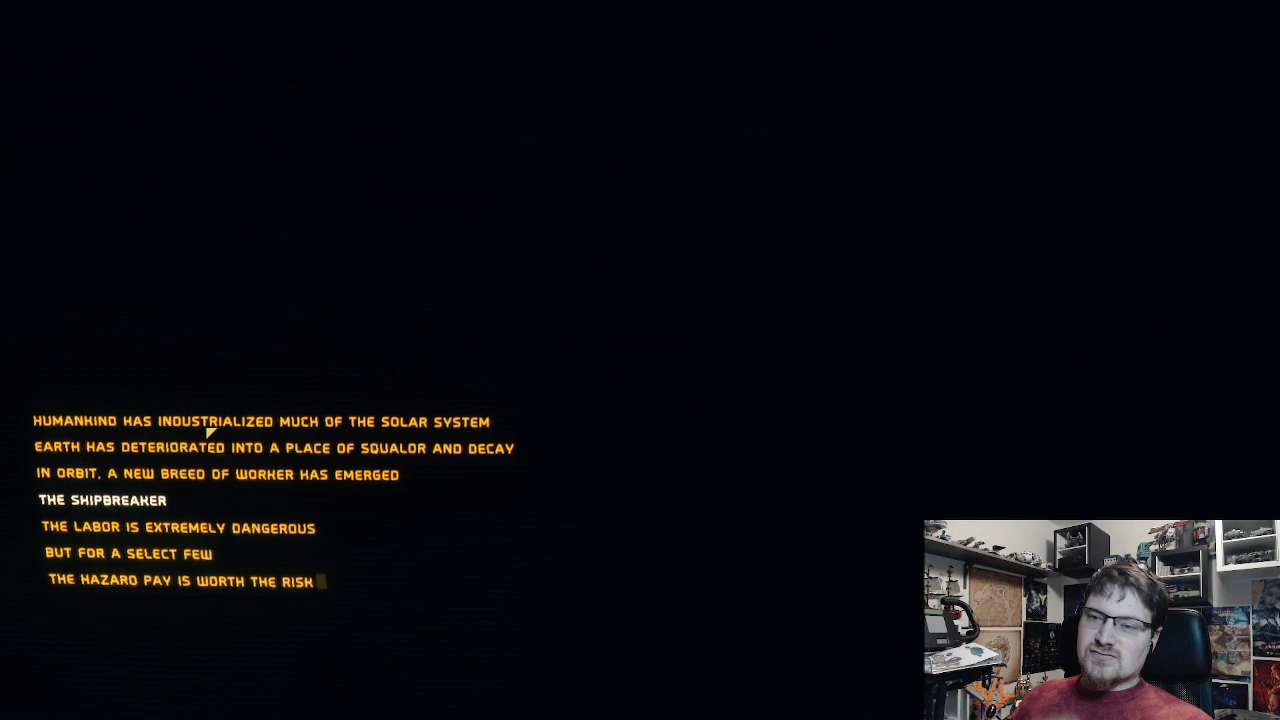 HUMANKIND HAS INDUSTRIALIZED MUCH OF THE SOLAR SYSTEM
EARTH HAS DETERIORATED INTO A PLACE OF SQUALOR AND DECAY
IN ORBIT, A NEW BREED OF WORKER HAS EMERGED
THE SHIPBREAKER
THE LABOR IS EXTREMELY DANGEROUS
BUT FOR A SELECT FEW
THE HAZARD PAY IS WORTH THE RISK